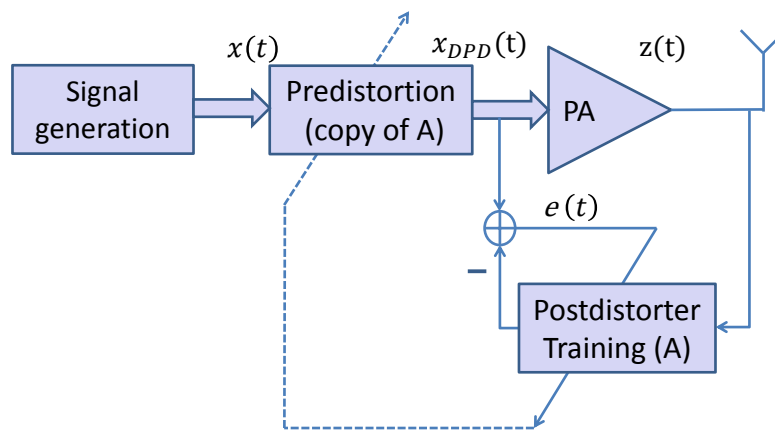 x(t)
x_DPD(t)
z(t)
Signal
generation
Predistortion
(copy of A)
PA
e(t)
−
Postdistorter
Training (A)